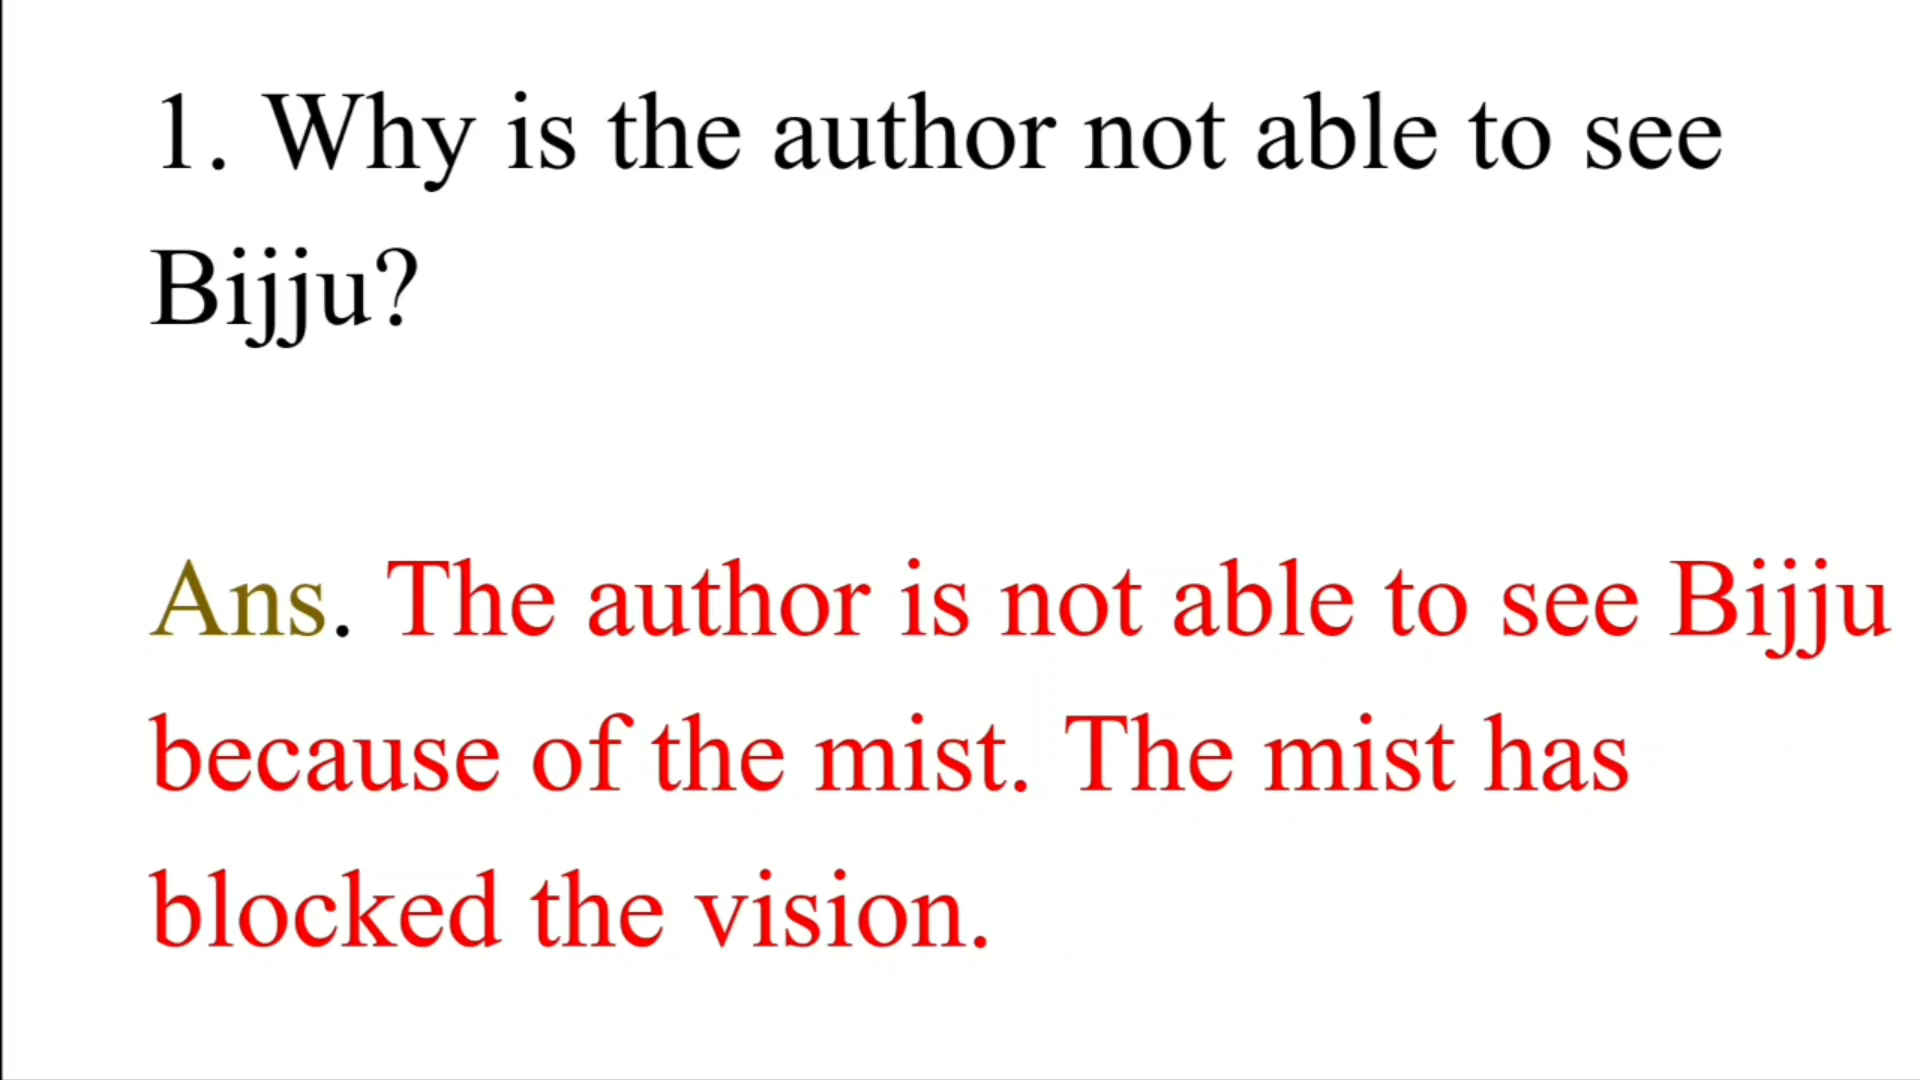 1. Why is the author not able to see
Bijju?
Ans. The author is not able to see Bijju
because of the mist. The mist has
blocked the vision.